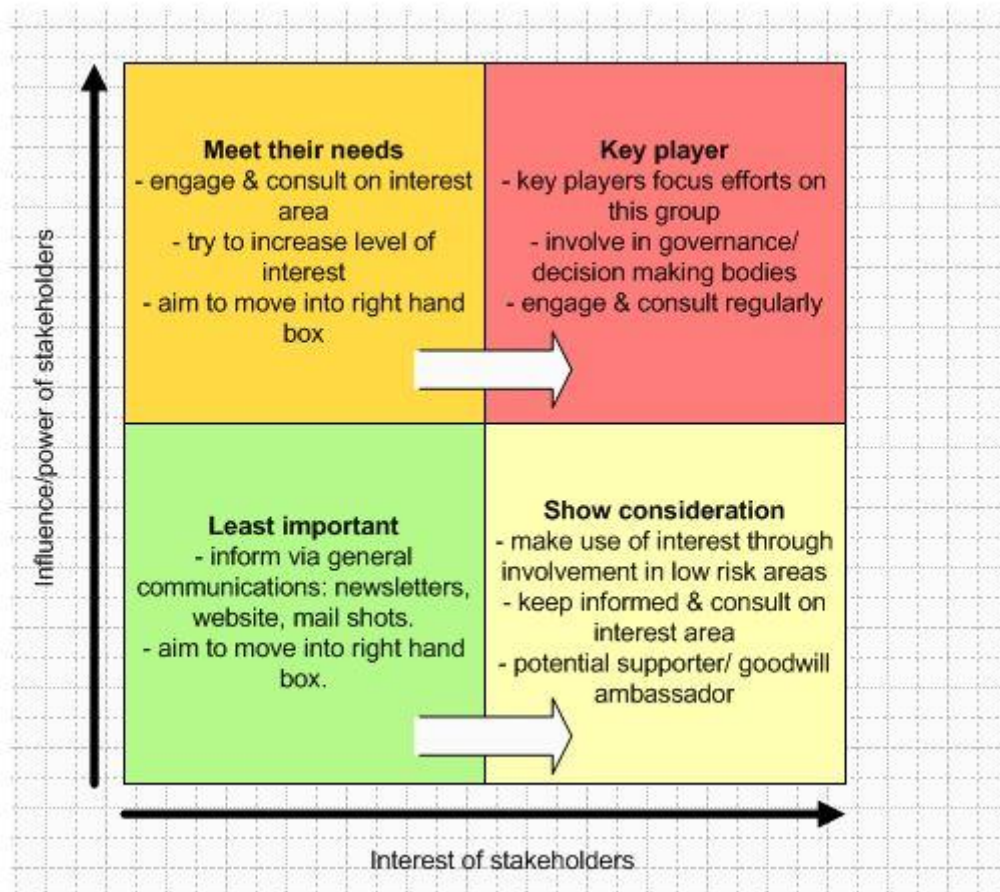 Influence/power of stakeholders
Meet their needs
- engage & consult on interest
area
- try to increase level of
interest
- aim to move into right hand
box
Key player
- key players focus efforts on
this group
- involve in governance/
decision making bodies
- engage & consult regularly
Least important
- inform via general
communications: newsletters,
website, mail shots.
- aim to move into right hand
box.
Show consideration
- make use of interest through
involvement in low risk areas
- keep informed & consult on
interest area
- potential supporter/ goodwill
ambassador
Interest of stakeholders